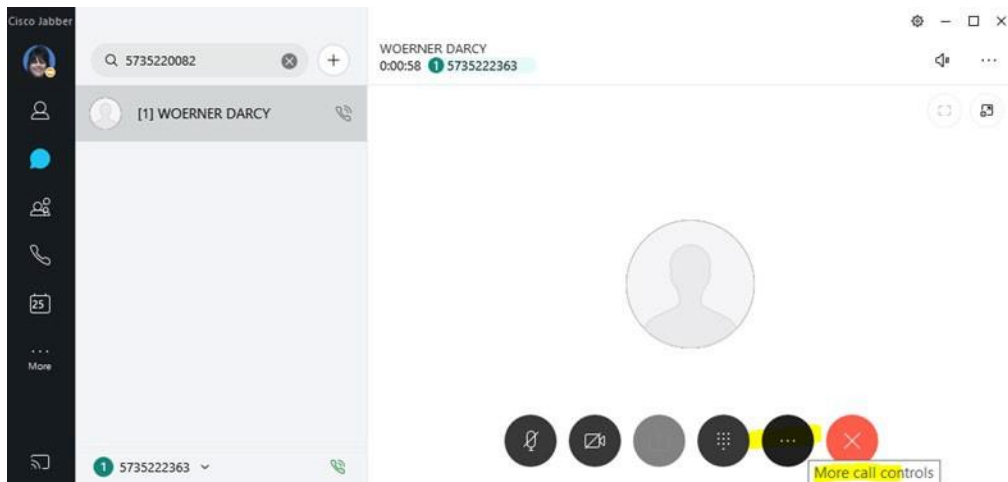 Cisco Jabber
5735220082
WOERNER DARCY
0:00:58 1 5735222363
[1] WOERNER DARCY
25
More
1 5735222363
More call controls